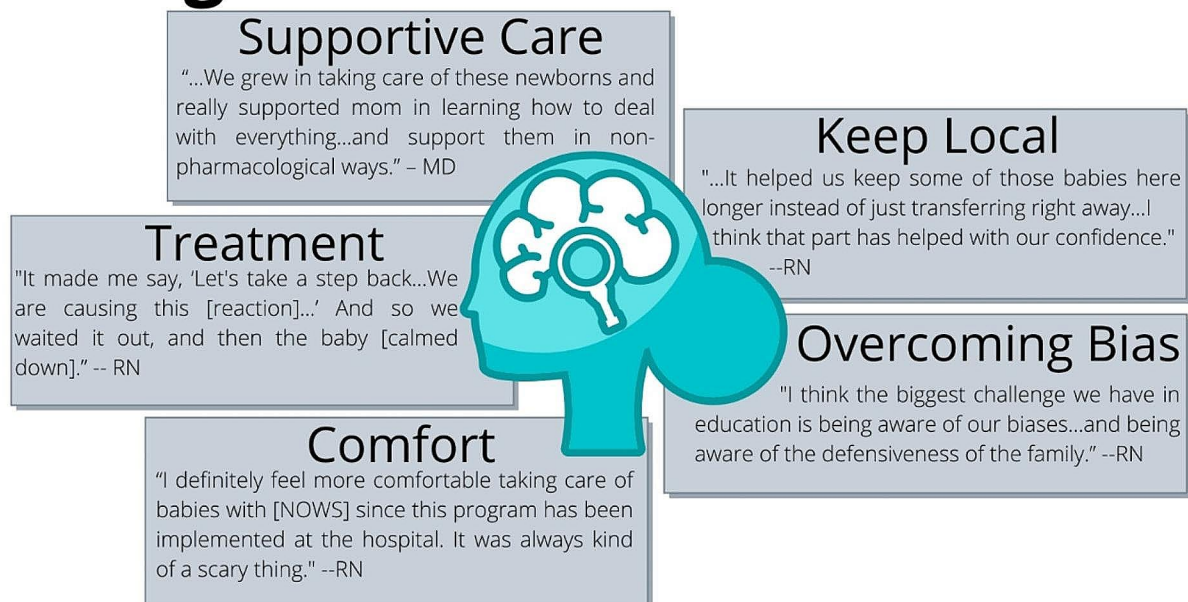 Supportive Care
“...We grew in taking care of these newborns and
really supported mom in learning how to deal
with everything...and support them in non-
pharmacological ways.” – MD
Keep Local
"...It helped us keep some of those babies here
longer instead of just transferring right away...I
think that part has helped with our confidence."
--RN
Treatment
"It made me say, ‘Let's take a step back...We
are causing this [reaction]...’ And so we
waited it out, and then the baby [calmed
down].” -- RN
Overcoming Bias
"I think the biggest challenge we have in
education is being aware of our biases...and being
aware of the defensiveness of the family.” --RN
Comfort
“I definitely feel more comfortable taking care of
babies with [NOWS] since this program has been
implemented at the hospital. It was always kind
of a scary thing." --RN